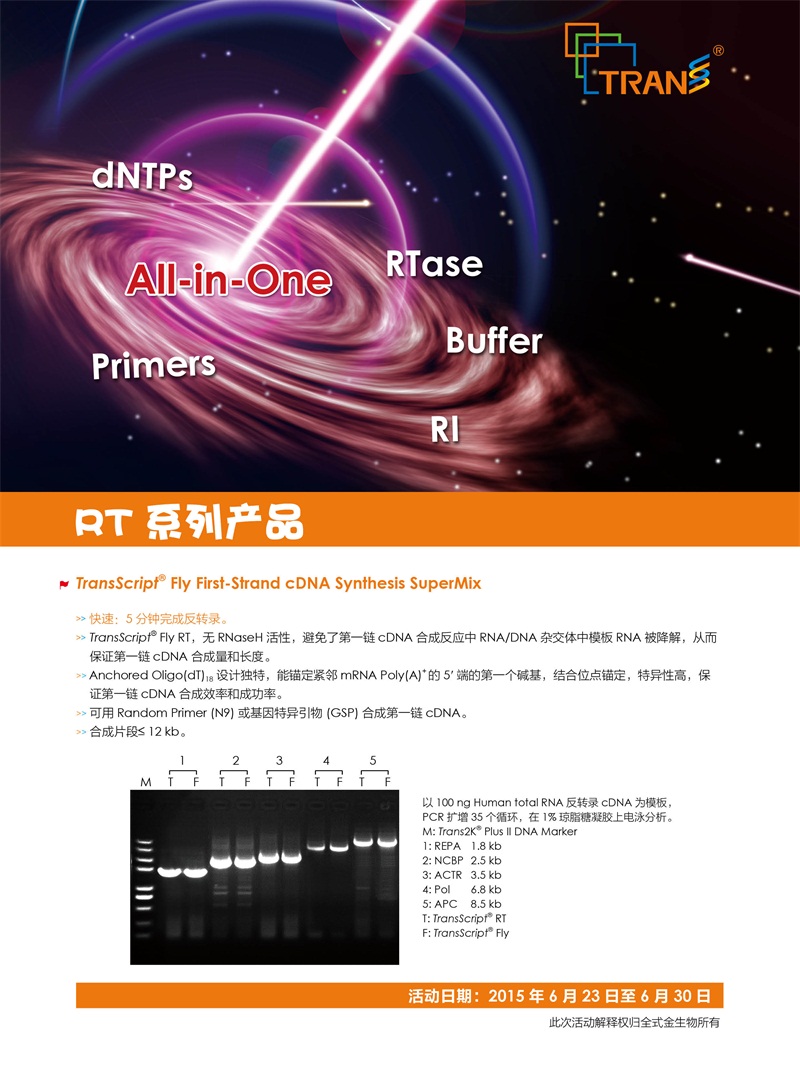 TRANS®
dNTPs
All-in-One
RTase
Buffer
Primers
RI
RT 系列产品
TransScript® Fly First-Strand cDNA Synthesis SuperMix
>> 快速：5 分钟完成反转录。
>> TransScript® Fly RT，无 RNaseH 活性，避免了第一链 cDNA 合成反应中 RNA/DNA 杂交体中模板 RNA 被降解，从而
保证第一链 cDNA 合成量和长度。
>> Anchored Oligo(dT)₁₈ 设计独特，能锚定紧邻 mRNA Poly(A)⁺ 的 5′ 端的第一个碱基，结合位点锚定，特异性高，保
证第一链 cDNA 合成效率和成功率。
>> 可用 Random Primer (N9) 或基因特异引物 (GSP) 合成第一链 cDNA。
>> 合成片段≤ 12 kb。
1 2 3 4 5
M T F T F T F T F T F
以 100 ng Human total RNA 反转录 cDNA 为模板，
PCR 扩增 35 个循环，在 1% 琼脂糖凝胶上电泳分析。
M: Trans2K® Plus II DNA Marker
1: REPA 1.8 kb
2: NCBP 2.5 kb
3: ACTR 3.5 kb
4: Pol 6.8 kb
5: APC 8.5 kb
T: TransScript® RT
F: TransScript® Fly
活动日期：2015 年 6 月 23 日至 6 月 30 日
此次活动解释权归全式金生物所有